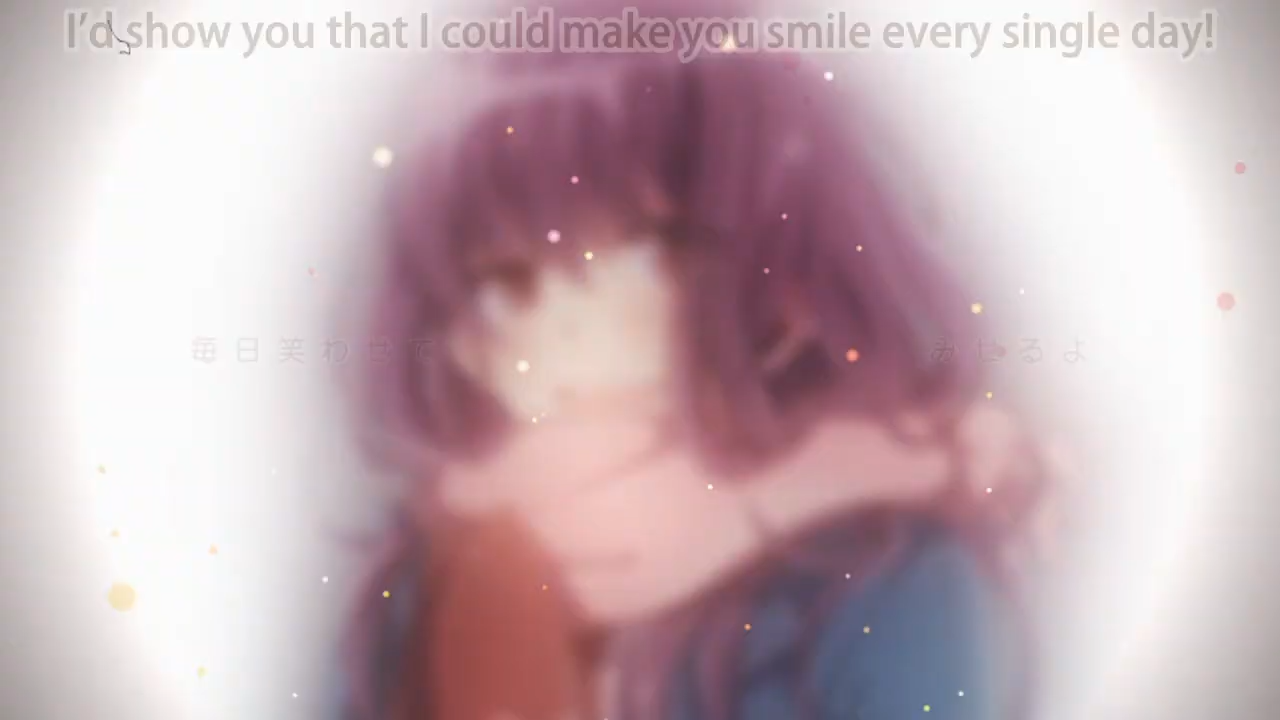 I'd show you that I could make you smile every single day!
毎日笑わせて みせるよ